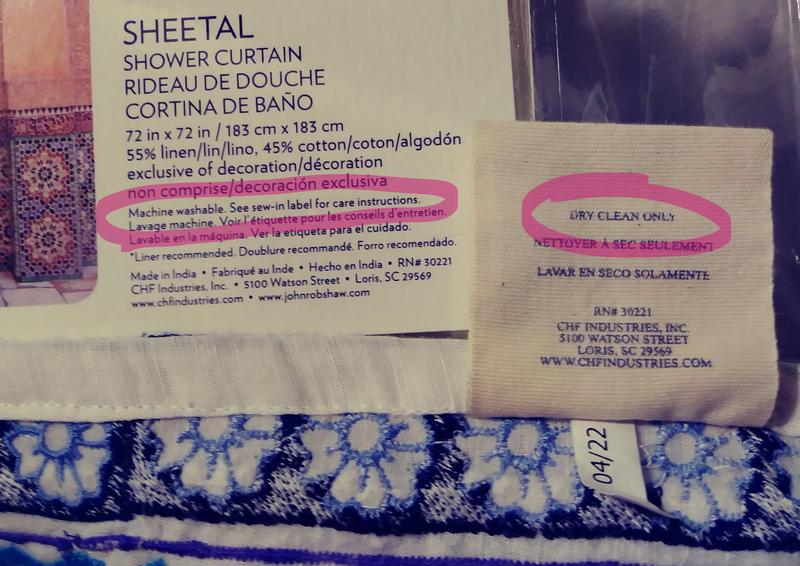 SHEETAL
SHOWER CURTAIN
RIDEAU DE DOUCHE
CORTINA DE BAÑO
72 in x 72 in / 183 cm x 183 cm
55% linen/lin/lino, 45% cotton/coton/algodón
exclusive of decoration/décoration
non comprise/decoración exclusiva
Machine washable. See sew-in label for care instructions.
Lavage machine. Voir l'étiquette pour les conseils d'entretien.
Lavable en la máquina. Ver la etiqueta para el cuidado.
*Liner recommended. Doublure recommandé. Forro recomendado.
Made in India • Fabriqué au Inde • Hecho en India • RN# 30221
CHF Industries, Inc. • 5100 Watson Street • Loris, SC 29569
www.chfindustries.com • www.johnrobshaw.com
DRY CLEAN ONLY
NETTOYER À SEC SEULEMENT
LAVAR EN SECO SOLAMENTE
RN# 30221
CHF INDUSTRIES, INC.
5100 WATSON STREET
LORIS, SC 29569
WWW.CHFINDUSTRIES.COM
04/22